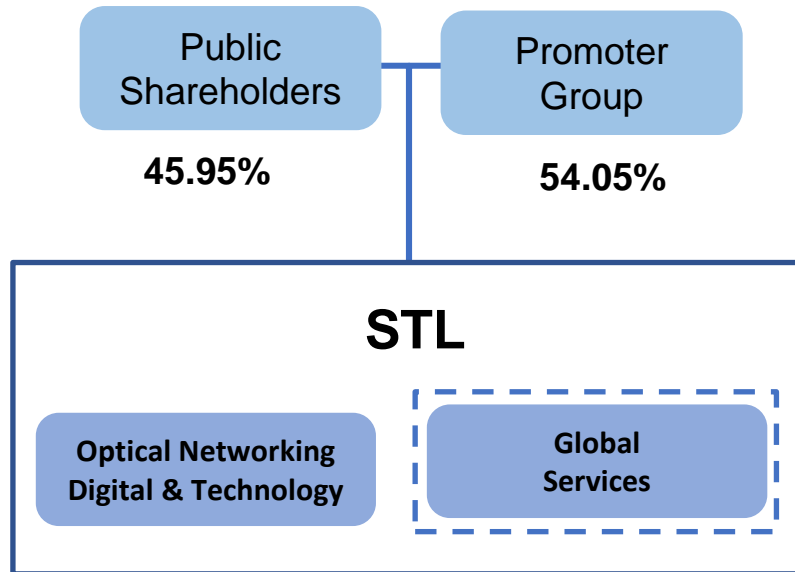 Public
Shareholders
Promoter
Group
45.95%
54.05%
STL
Optical Networking
Digital & Technology
Global
Services